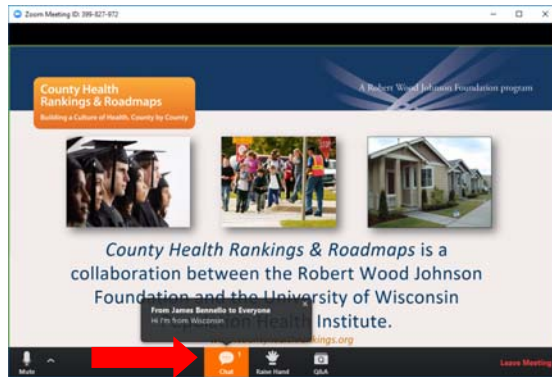 Zoom Meeting ID: 399-827-972
County Health
Rankings & Roadmaps
Building a Culture of Health, County by County
A Robert Wood Johnson Foundation program
County Health Rankings & Roadmaps is a
collaboration between the Robert Wood Johnson
Foundation and the University of Wisconsin
From James Bennello to Everyone
Hi I'm from Wisconsin
Health Institute.
Mute
1
Chat
Raise Hand
Q&A
Leave Meeting